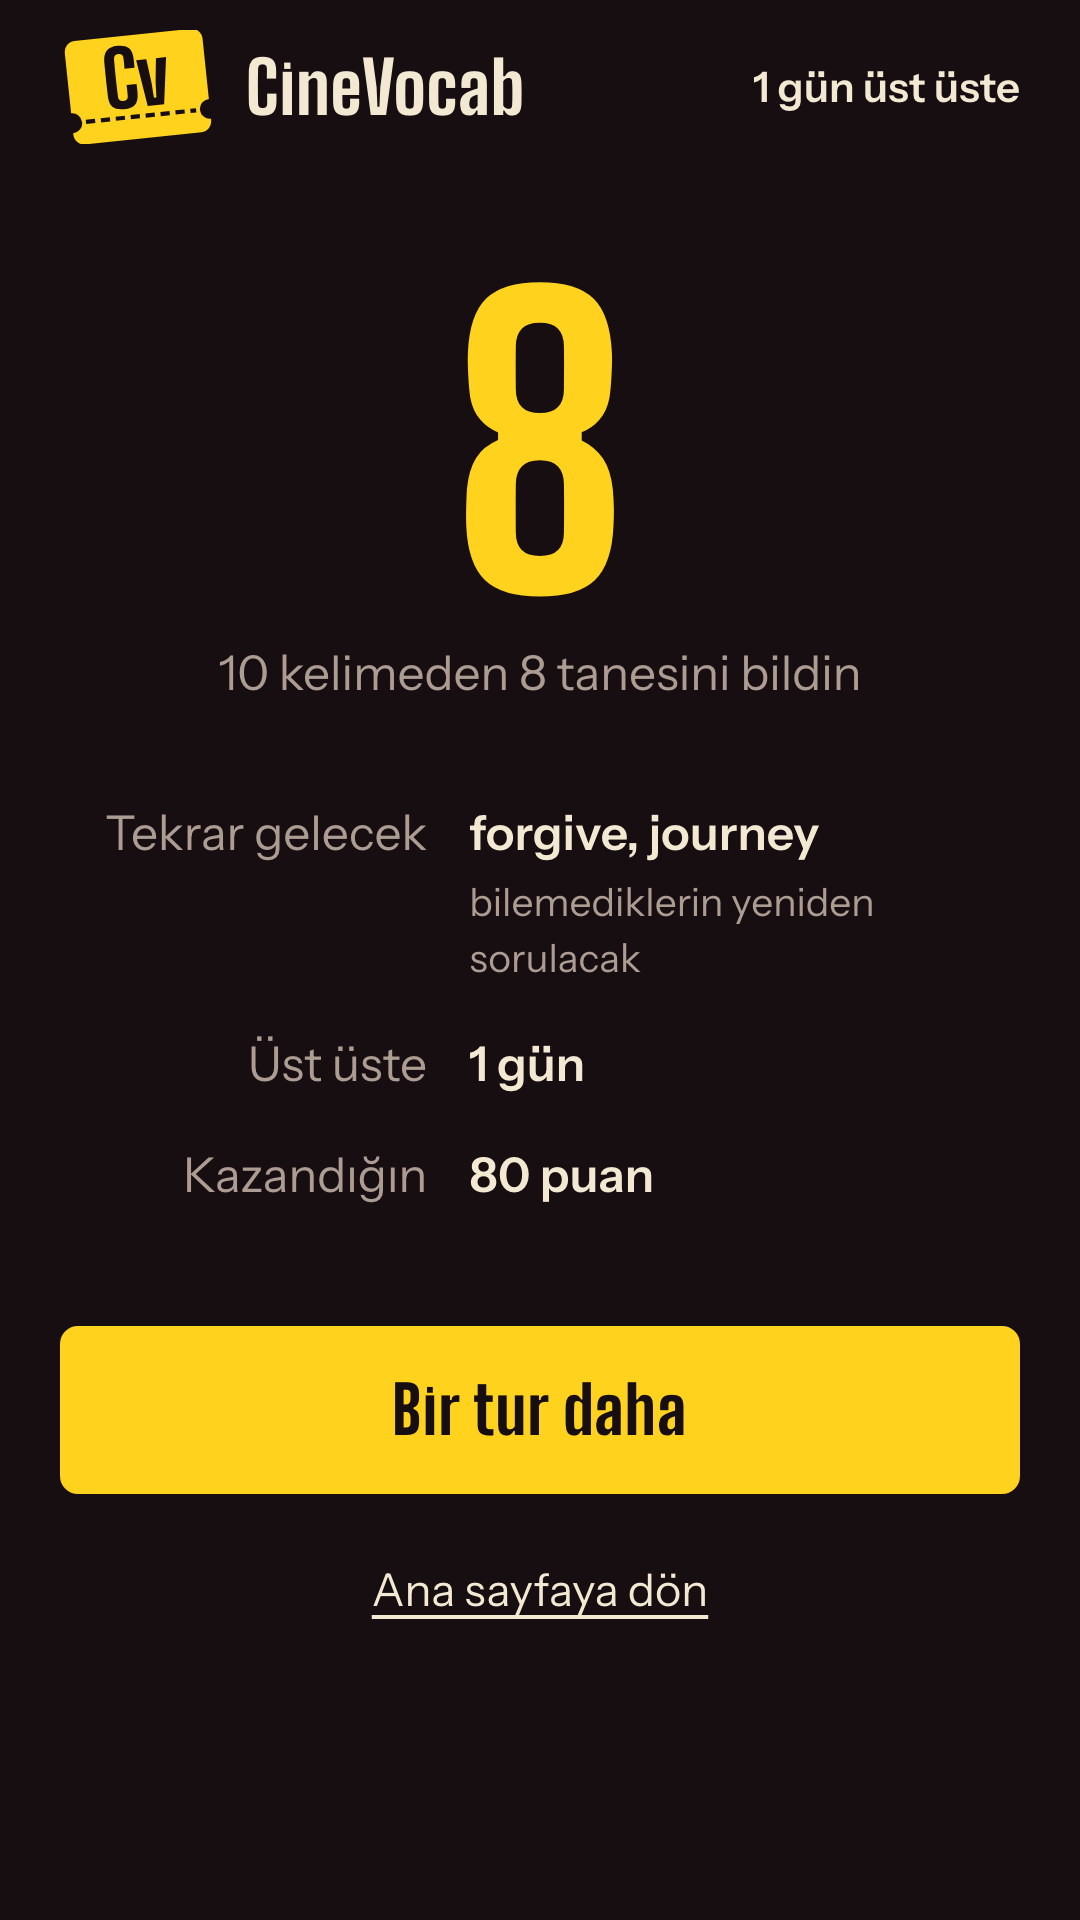 Cv
CineVocab
1 gün üst üste
8
10 kelimeden 8 tanesini bildin
Tekrar gelecek
forgive, journey
bilemediklerin yeniden
sorulacak
Üst üste
1 gün
Kazandığın
80 puan
Bir tur daha
Ana sayfaya dön